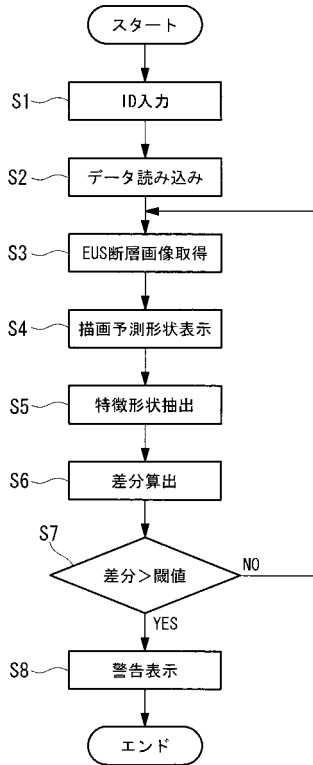 スタート
S1
ID入力
S2
データ読み込み
S3
EUS断層画像取得
S4
描画予測形状表示
S5
特徴形状抽出
S6
差分算出
S7
差分>閾値
NO
YES
S8
警告表示
エンド